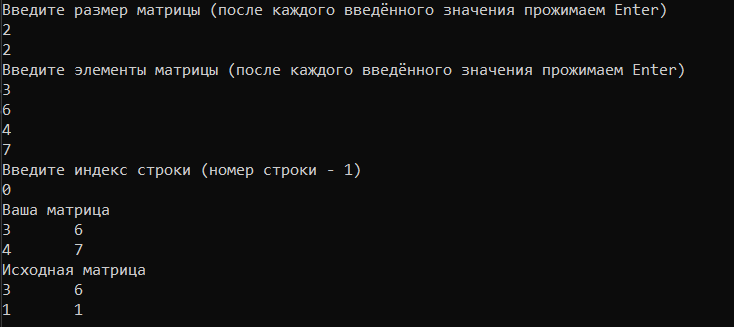 Введите размер матрицы (после каждого введённого значения прожимаем Enter)
2
2
Введите элементы матрицы (после каждого введённого значения прожимаем Enter)
3
6
4
7
Введите индекс строки (номер строки - 1)
0
Ваша матрица
3 6
4 7
Исходная матрица
3 6
1 1